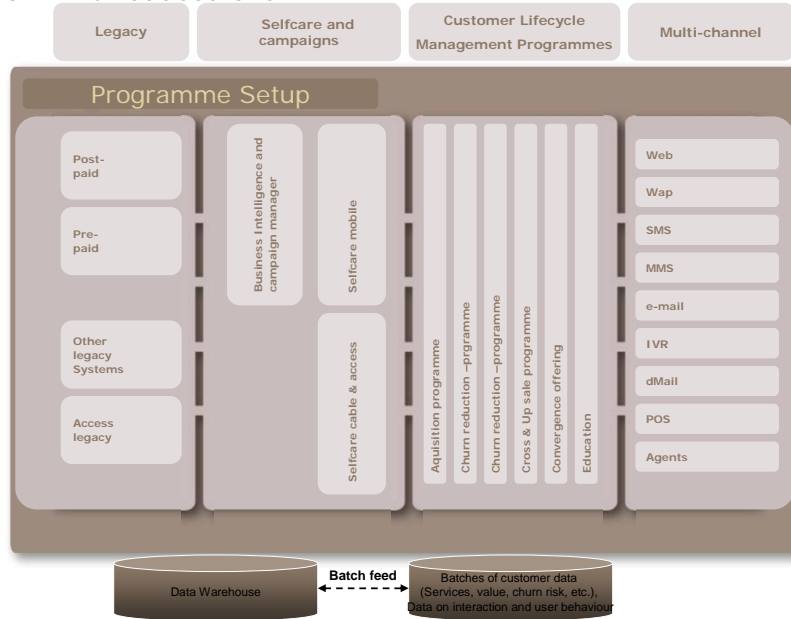 Legacy
Selfcare and
campaigns
Customer Lifecycle
Management Programmes
Multi-channel
Programme Setup
Post-
paid
Pre-
paid
Other
legacy
Systems
Access
legacy
Business Intelligence and
campaign manager
Selfcare mobile
Selfcare cable & access
Aquisition programme
Churn reduction –prgramme
Churn reduction –programme
Cross & Up sale programme
Convergence offering
Education
Web
Wap
SMS
MMS
e-mail
IVR
dMail
POS
Agents
Data Warehouse
Batch feed
Batches of customer data
(Services, value, churn risk, etc.),
Data on interaction and user behaviour